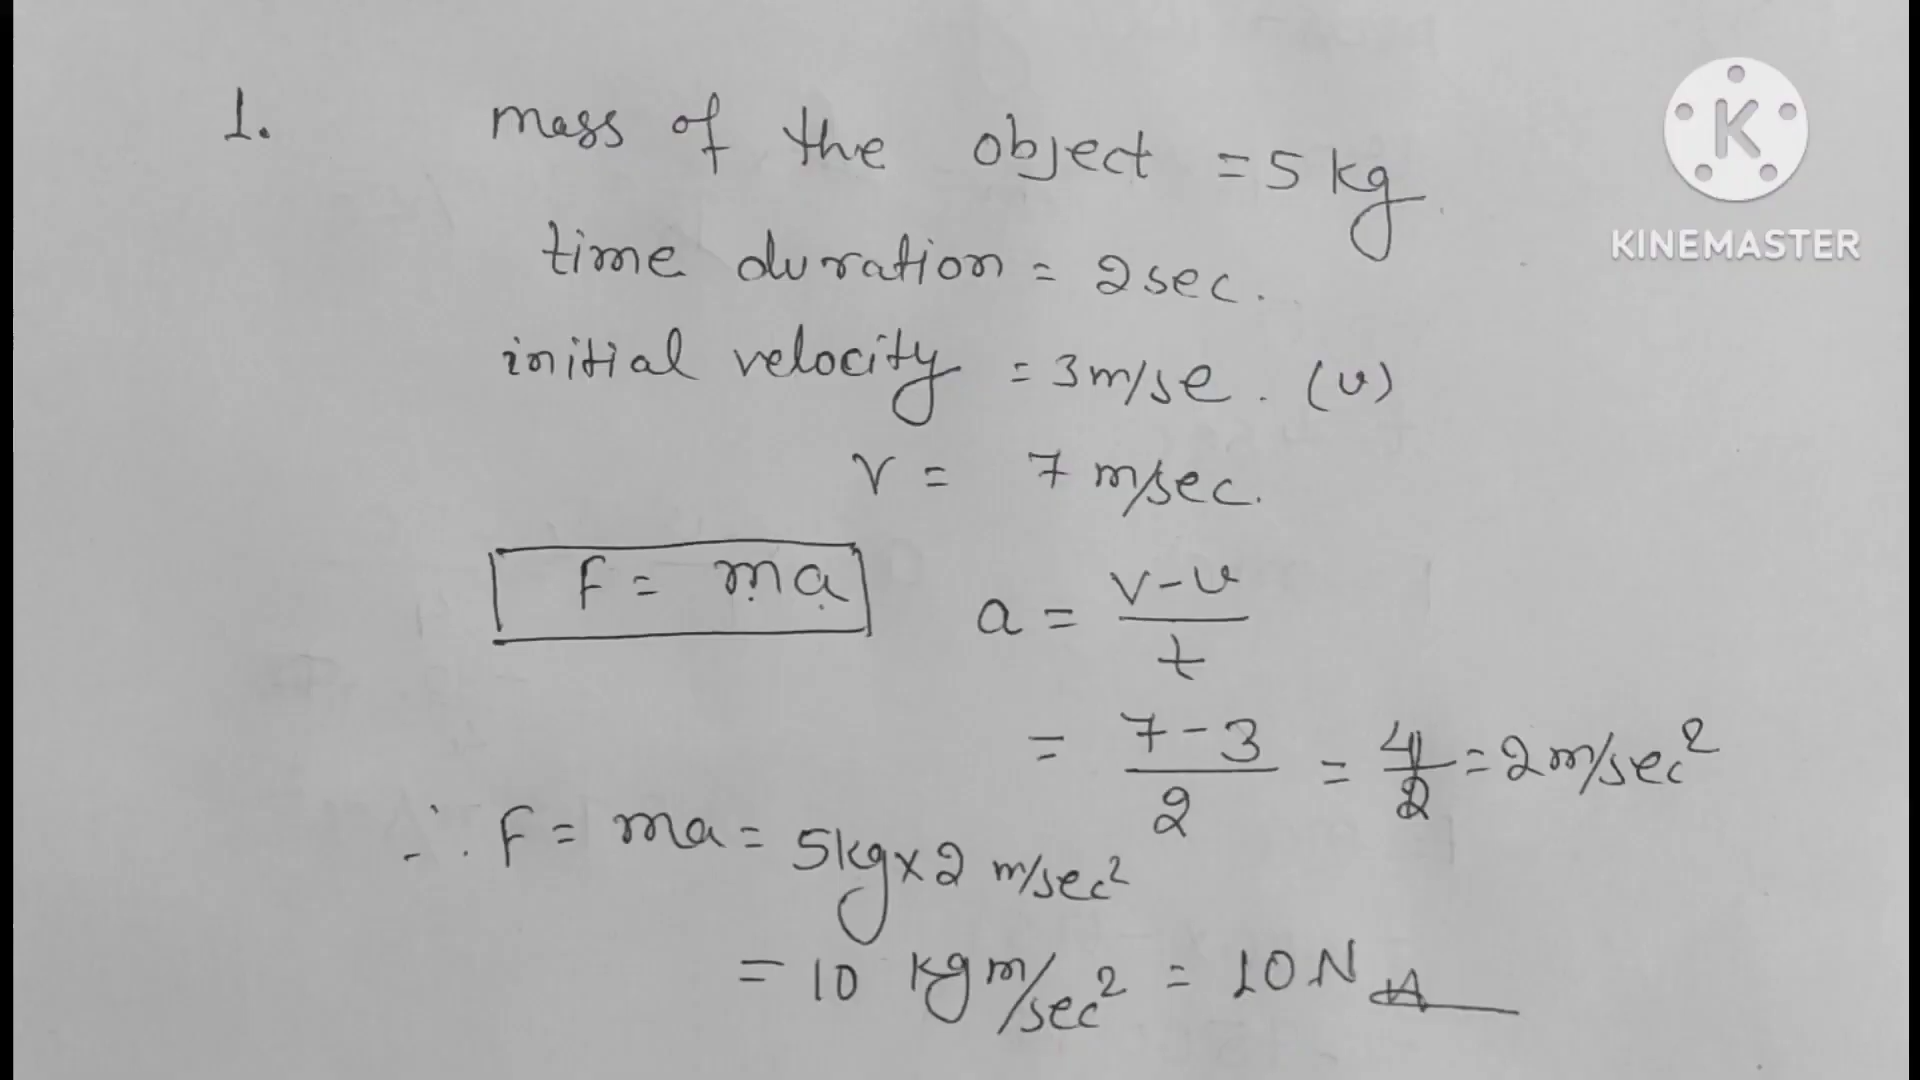 1. mass of the object = 5 kg
K
KINEMASTER
time duration = 2 sec.
initial velocity = 3 m/se. (u)
v = 7 m/sec.
F = ma
a = v-u / t
= 7-3 / 2 = 4/2 = 2 m/sec²
∴ F = ma = 5kg x 2 m/sec²
= 10 kg m/sec² = 10 N A